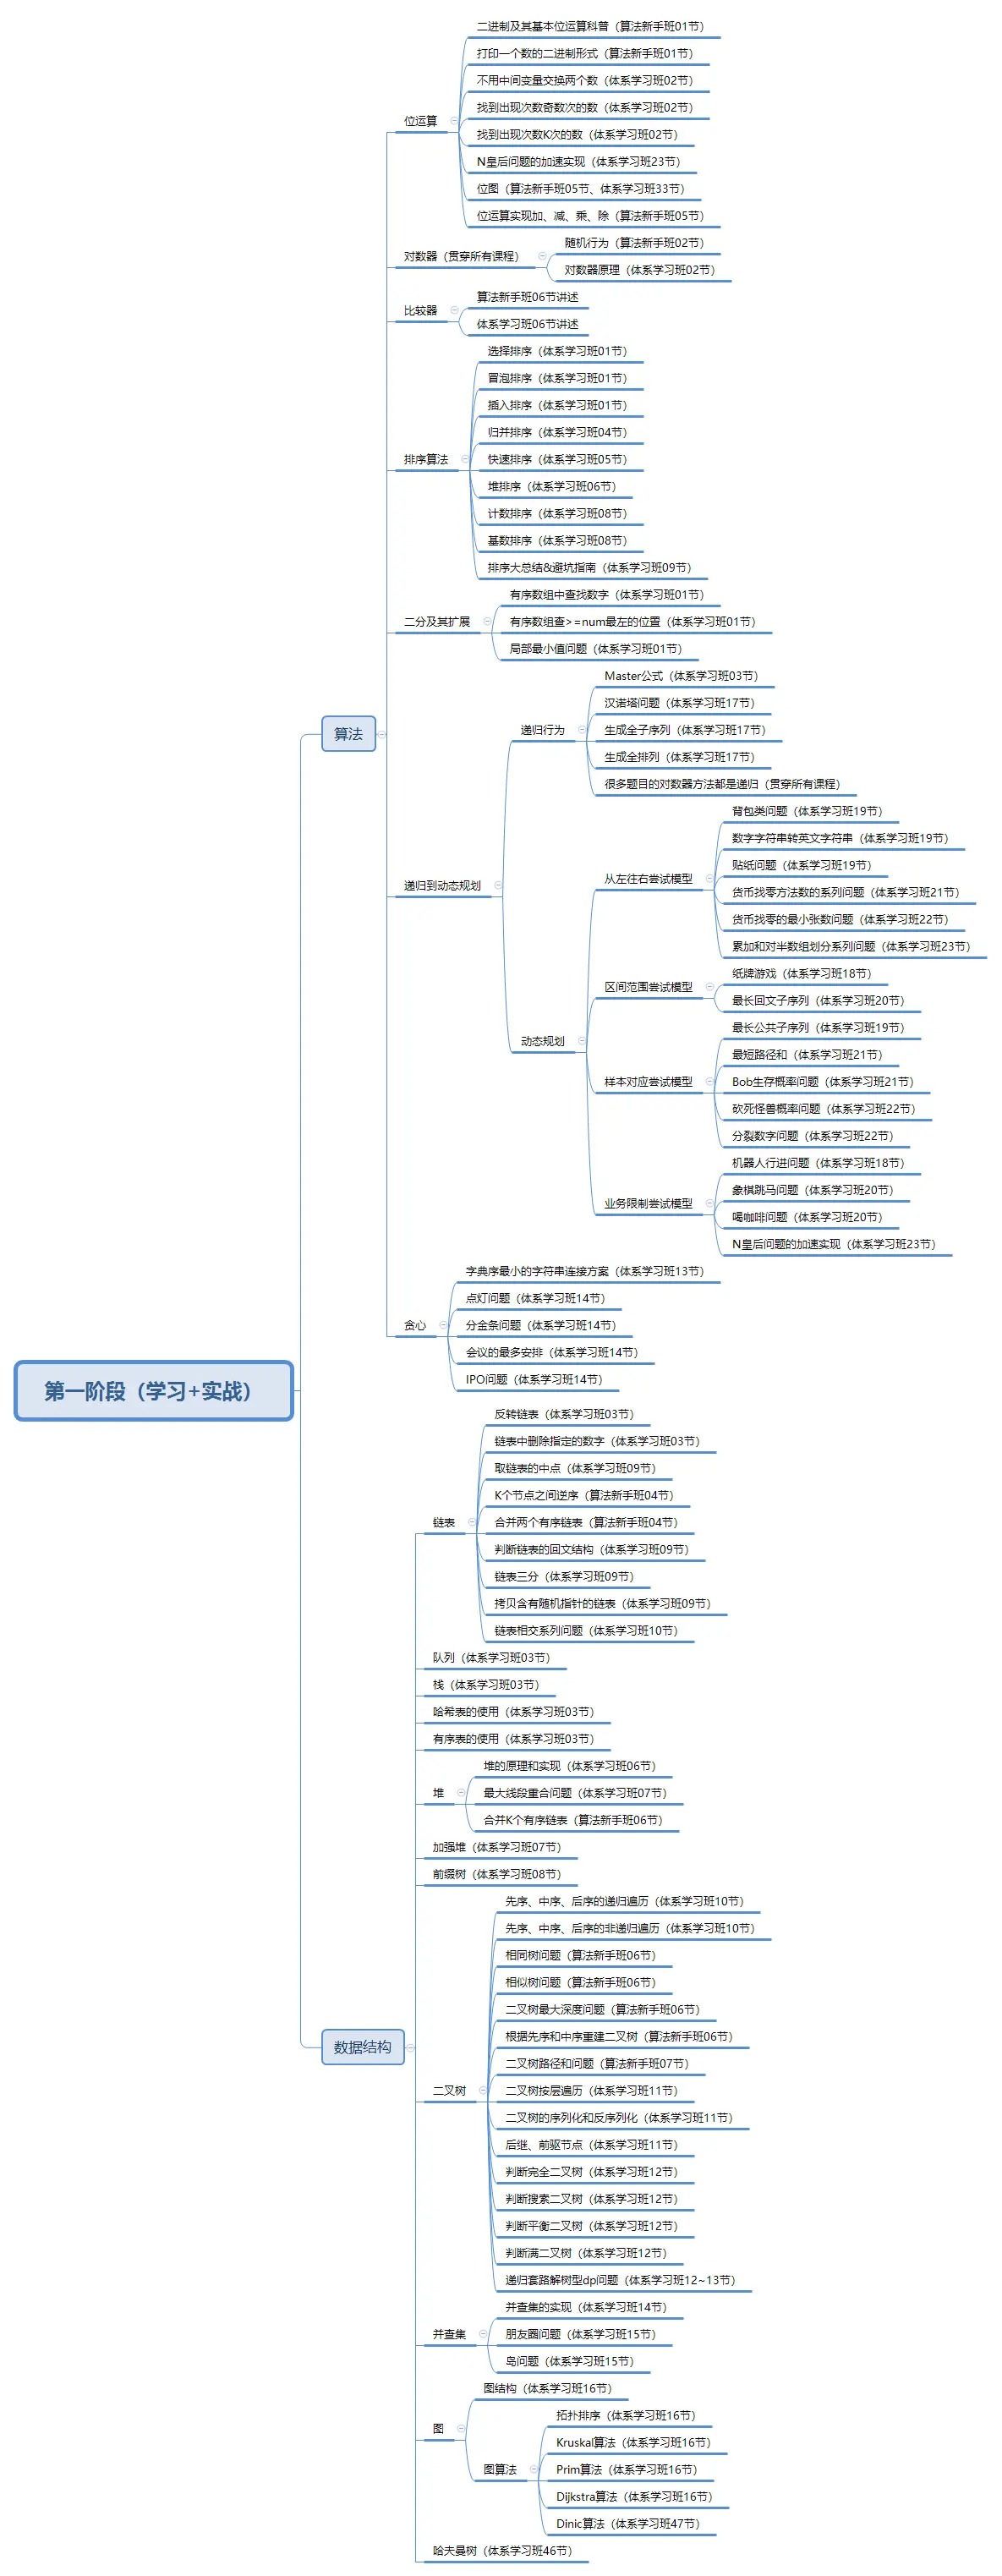 第一阶段（学习+实战）
算法
位运算
二进制及其基本位运算科普（算法新手班01节）
打印一个数的二进制形式（算法新手班01节）
不用中间变量交换两个数（体系学习班02节）
找到出现次数奇数次的数（体系学习班02节）
找到出现次数K次的数（体系学习班02节）
N皇后问题的加速实现（体系学习班23节）
位图（算法新手班05节、体系学习班33节）
位运算实现加、减、乘、除（算法新手班05节）
对数器（贯穿所有课程）
随机行为（算法新手班02节）
对数器原理（体系学习班02节）
比较器
算法新手班06节讲述
体系学习班06节讲述
排序算法
选择排序（体系学习班01节）
冒泡排序（体系学习班01节）
插入排序（体系学习班01节）
归并排序（体系学习班04节）
快速排序（体系学习班05节）
堆排序（体系学习班06节）
计数排序（体系学习班08节）
基数排序（体系学习班08节）
排序大总结&避坑指南（体系学习班09节）
二分及其扩展
有序数组中查找数字（体系学习班01节）
有序数组查>=num最左的位置（体系学习班01节）
局部最小值问题（体系学习班01节）
递归到动态规划
递归行为
Master公式（体系学习班03节）
汉诺塔问题（体系学习班17节）
生成全子序列（体系学习班17节）
生成全排列（体系学习班17节）
很多题目的对数器方法都是递归（贯穿所有课程）
动态规划
从左往右尝试模型
背包类问题（体系学习班19节）
数字字符串转英文字符串（体系学习班19节）
贴纸问题（体系学习班19节）
货币找零方法数的系列问题（体系学习班21节）
货币找零的最小张数问题（体系学习班22节）
累加和对半数组划分系列问题（体系学习班23节）
区间范围尝试模型
纸牌游戏（体系学习班18节）
最长回文子序列（体系学习班20节）
样本对应尝试模型
最长公共子序列（体系学习班19节）
最短路径和（体系学习班21节）
Bob生存概率问题（体系学习班21节）
砍死怪兽概率问题（体系学习班22节）
分裂数字问题（体系学习班22节）
业务限制尝试模型
机器人行进问题（体系学习班18节）
象棋跳马问题（体系学习班20节）
喝咖啡问题（体系学习班20节）
N皇后问题的加速实现（体系学习班23节）
贪心
字典序最小的字符串连接方案（体系学习班13节）
点灯问题（体系学习班14节）
分金条问题（体系学习班14节）
会议的最多安排（体系学习班14节）
IPO问题（体系学习班14节）
数据结构
链表
反转链表（体系学习班03节）
链表中删除指定的数字（体系学习班03节）
取链表的中点（体系学习班09节）
K个节点之间逆序（算法新手班04节）
合并两个有序链表（算法新手班04节）
判断链表的回文结构（体系学习班09节）
链表三分（体系学习班09节）
拷贝含有随机指针的链表（体系学习班09节）
链表相交系列问题（体系学习班10节）
队列（体系学习班03节）
栈（体系学习班03节）
哈希表的使用（体系学习班03节）
有序表的使用（体系学习班03节）
堆
堆的原理和实现（体系学习班06节）
最大线段重合问题（体系学习班07节）
合并K个有序链表（算法新手班06节）
加强堆（体系学习班07节）
前缀树（体系学习班08节）
二叉树
先序、中序、后序的递归遍历（体系学习班10节）
先序、中序、后序的非递归遍历（体系学习班10节）
相同树问题（算法新手班06节）
相似树问题（算法新手班06节）
二叉树最大深度问题（算法新手班06节）
根据先序和中序重建二叉树（算法新手班06节）
二叉树路径和问题（算法新手班07节）
二叉树按层遍历（体系学习班11节）
二叉树的序列化和反序列化（体系学习班11节）
后继、前驱节点（体系学习班11节）
判断完全二叉树（体系学习班12节）
判断搜索二叉树（体系学习班12节）
判断平衡二叉树（体系学习班12节）
判断满二叉树（体系学习班12节）
递归套路解树型dp问题（体系学习班12~13节）
并查集
并查集的实现（体系学习班14节）
朋友圈问题（体系学习班15节）
岛问题（体系学习班15节）
图
图结构（体系学习班16节）
图算法
拓扑排序（体系学习班16节）
Kruskal算法（体系学习班16节）
Prim算法（体系学习班16节）
Dijkstra算法（体系学习班16节）
Dinic算法（体系学习班47节）
哈夫曼树（体系学习班46节）